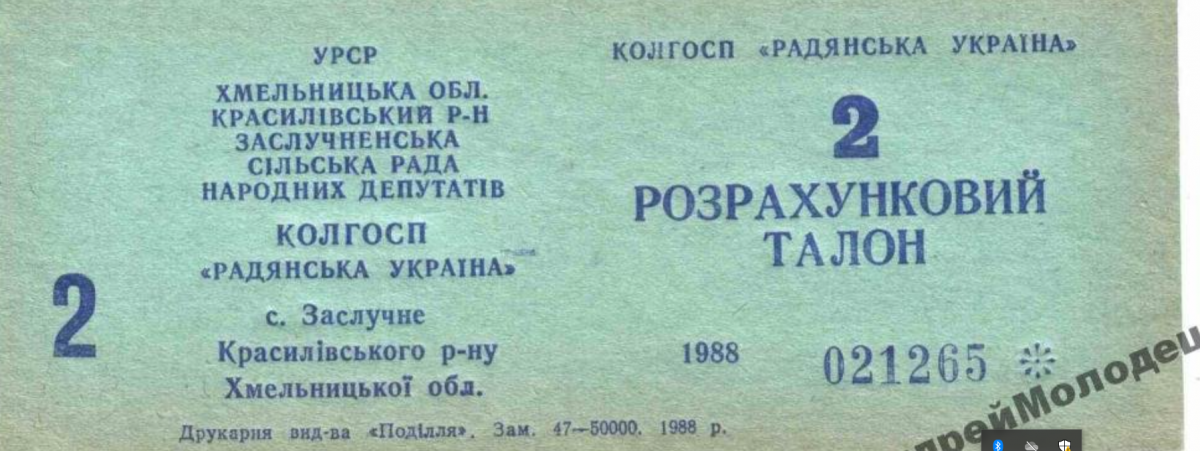 УРСР
ХМЕЛЬНИЦЬКА ОБЛ.
КРАСИЛІВСЬКИЙ Р-Н
ЗАСЛУЧНЕНСЬКА
СІЛЬСЬКА РАДА
НАРОДНИХ ДЕПУТАТІВ
КОЛГОСП
«РАДЯНСЬКА УКРАЇНА»
2
с. Заслучне
Красилівського р-ну
Хмельницької обл.
КОЛГОСП «РАДЯНСЬКА УКРАЇНА»
2
РОЗРАХУНКОВИЙ
ТАЛОН
1988 021265
Друкарня вид-ва «Поділля». Зам. 47—50000. 1988 р.
дрейМолодец